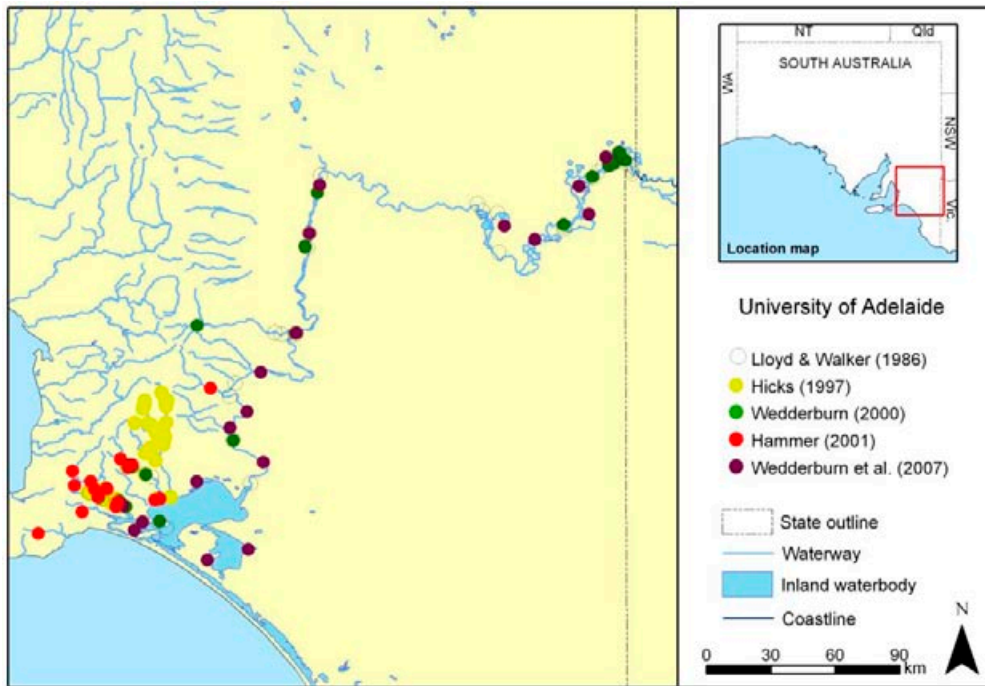 NT
Qld
SOUTH AUSTRALIA
WA
NSW
Vic.
Location map
University of Adelaide
Lloyd & Walker (1986)
Hicks (1997)
Wedderburn (2000)
Hammer (2001)
Wedderburn et al. (2007)
State outline
Waterway
Inland waterbody
Coastline
N
0 30 60 90
km